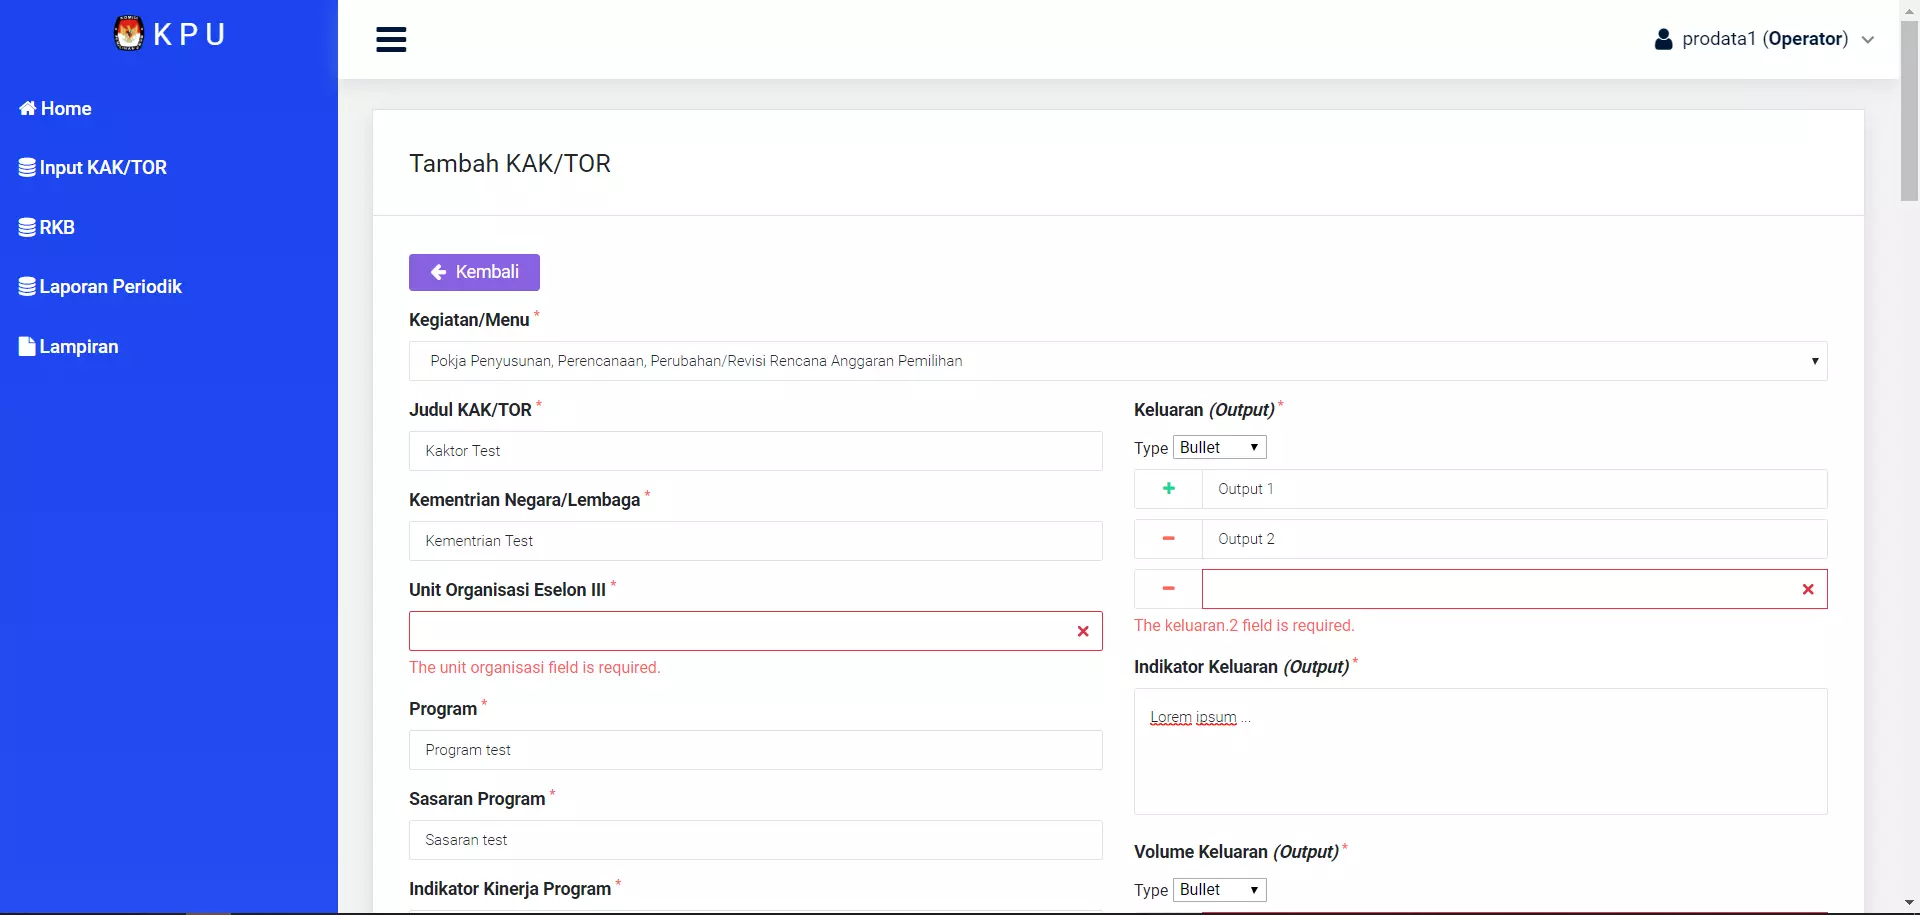 KPU
prodata1 (Operator)
Home
Input KAK/TOR
RKB
Laporan Periodik
Lampiran
Tambah KAK/TOR
Kembali
Kegiatan/Menu *
Pokja Penyusunan, Perencanaan, Perubahan/Revisi Rencana Anggaran Pemilihan
Judul KAK/TOR *
Kaktor Test
Kementrian Negara/Lembaga *
Kementrian Test
Unit Organisasi Eselon III *
The unit organisasi field is required.
Program *
Program test
Sasaran Program *
Sasaran test
Indikator Kinerja Program *
Keluaran (Output) *
Type Bullet
Output 1
Output 2
The keluaran.2 field is required.
Indikator Keluaran (Output) *
Lorem ipsum ...
Volume Keluaran (Output) *
Type Bullet